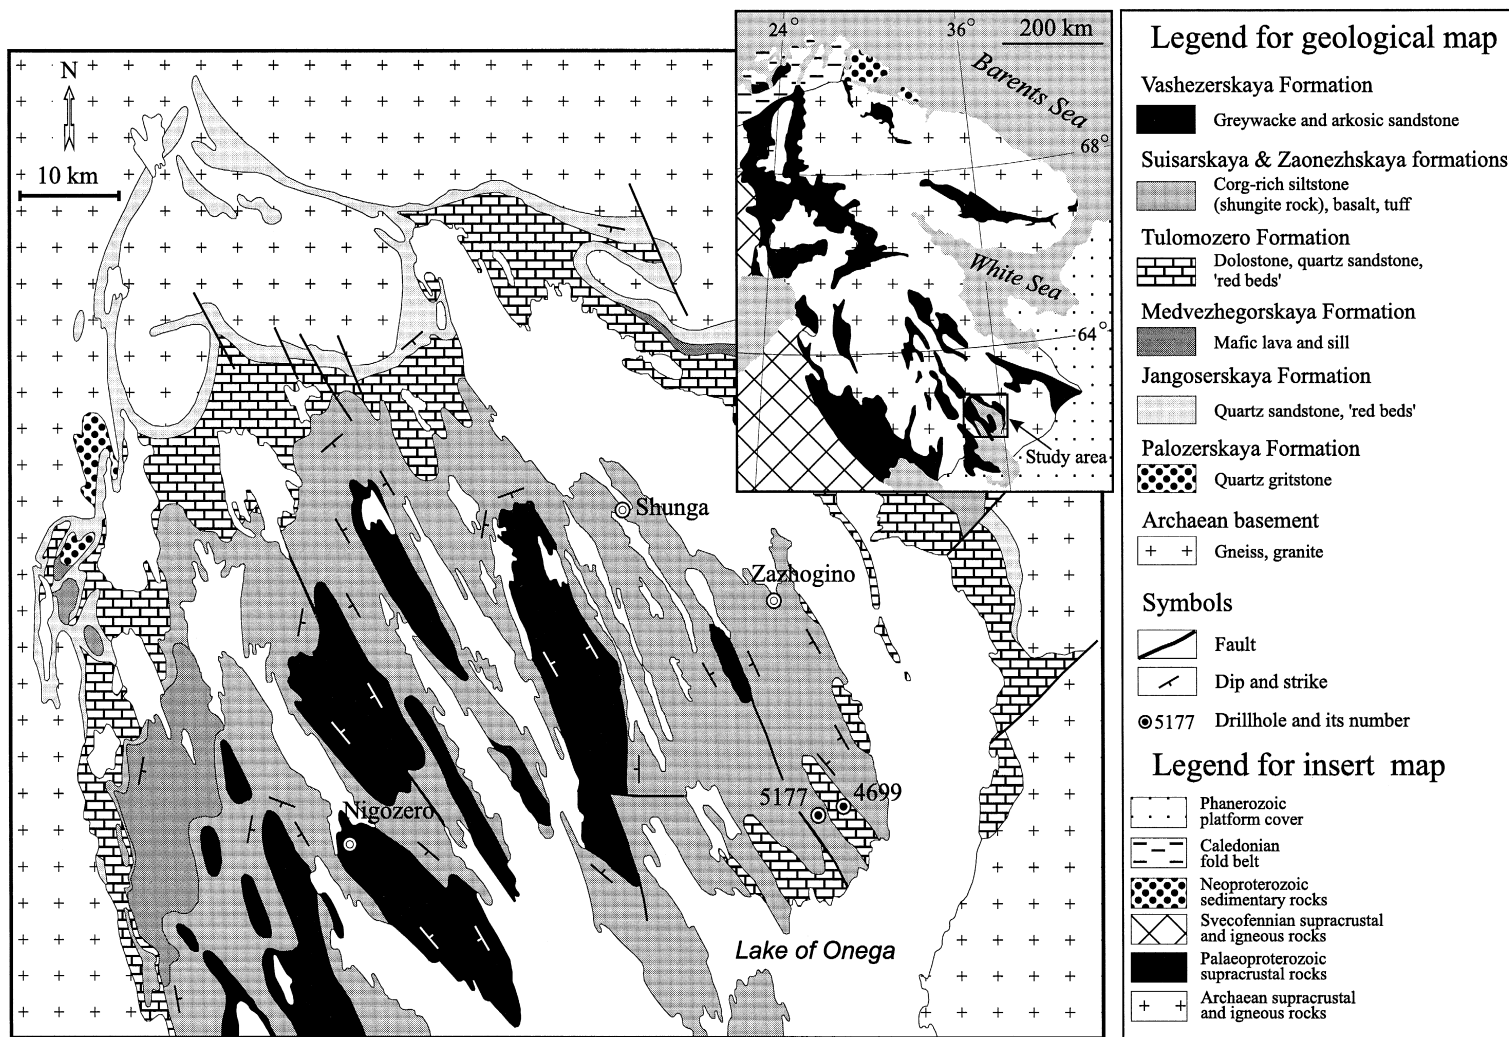 N
10 km
Shunga
Zazhogino
5177
4699
Nigozero
Lake of Onega
24°
36°
200 km
Barents Sea
68°
White Sea
64°
Study area
Legend for geological map
Vashezerskaya Formation
Greywacke and arkosic sandstone
Suisarskaya & Zaonezhskaya formations
Corg-rich siltstone
(shungite rock), basalt, tuff
Tulomozero Formation
Dolostone, quartz sandstone,
'red beds'
Medvezhegorskaya Formation
Mafic lava and sill
Jangoserskaya Formation
Quartz sandstone, 'red beds'
Palozerskaya Formation
Quartz gritstone
Archaean basement
Gneiss, granite
Symbols
Fault
Dip and strike
5177 Drillhole and its number
Legend for insert map
Phanerozoic
platform cover
Caledonian
fold belt
Neoproterozoic
sedimentary rocks
Svecofennian supracrustal
and igneous rocks
Palaeoproterozoic
supracrustal rocks
Archaean supracrustal
and igneous rocks